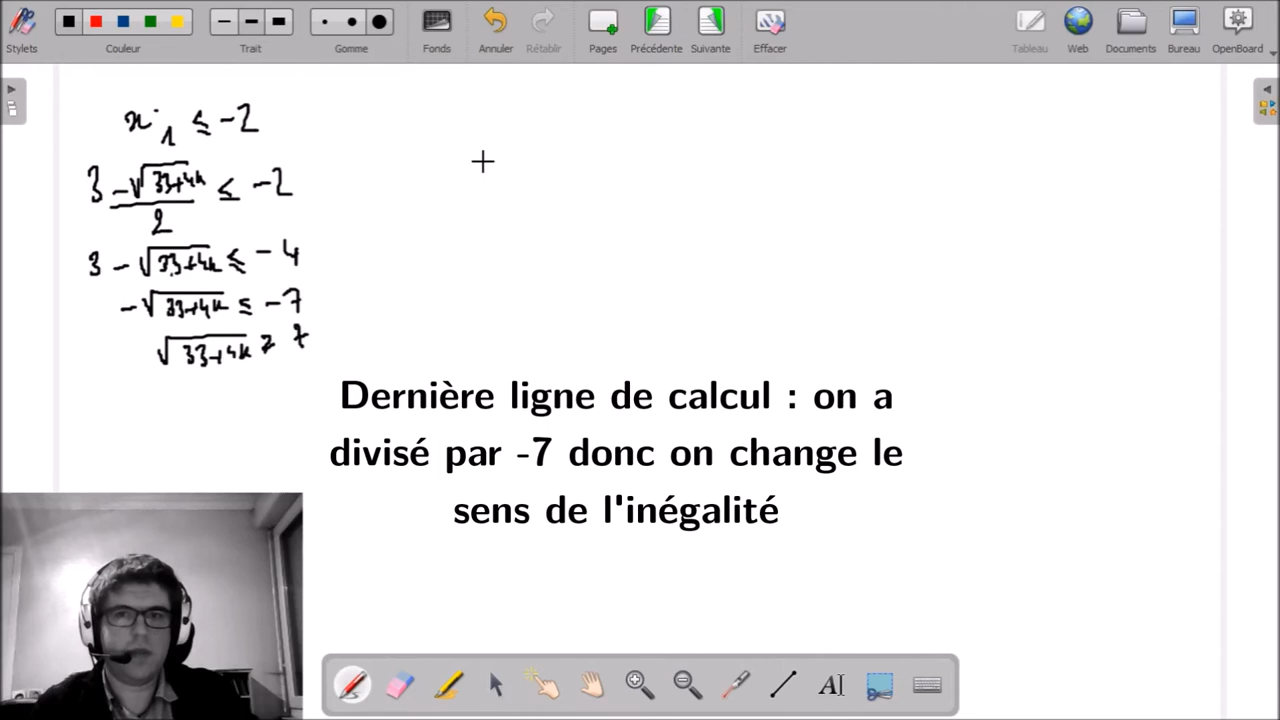 Stylets Couleur Trait Gomme Fonds Annuler Rétablir Pages Précédente Suivante Effacer Tableau Web Documents Bureau OpenBoard
x₁ ≤ -2
3 - √33+4k ≤ -2
2
3 - √33+4k ≤ -4
-√33+4k ≤ -7
√33+4k ≥ 7
Dernière ligne de calcul : on a
divisé par -7 donc on change le
sens de l'inégalité
AI